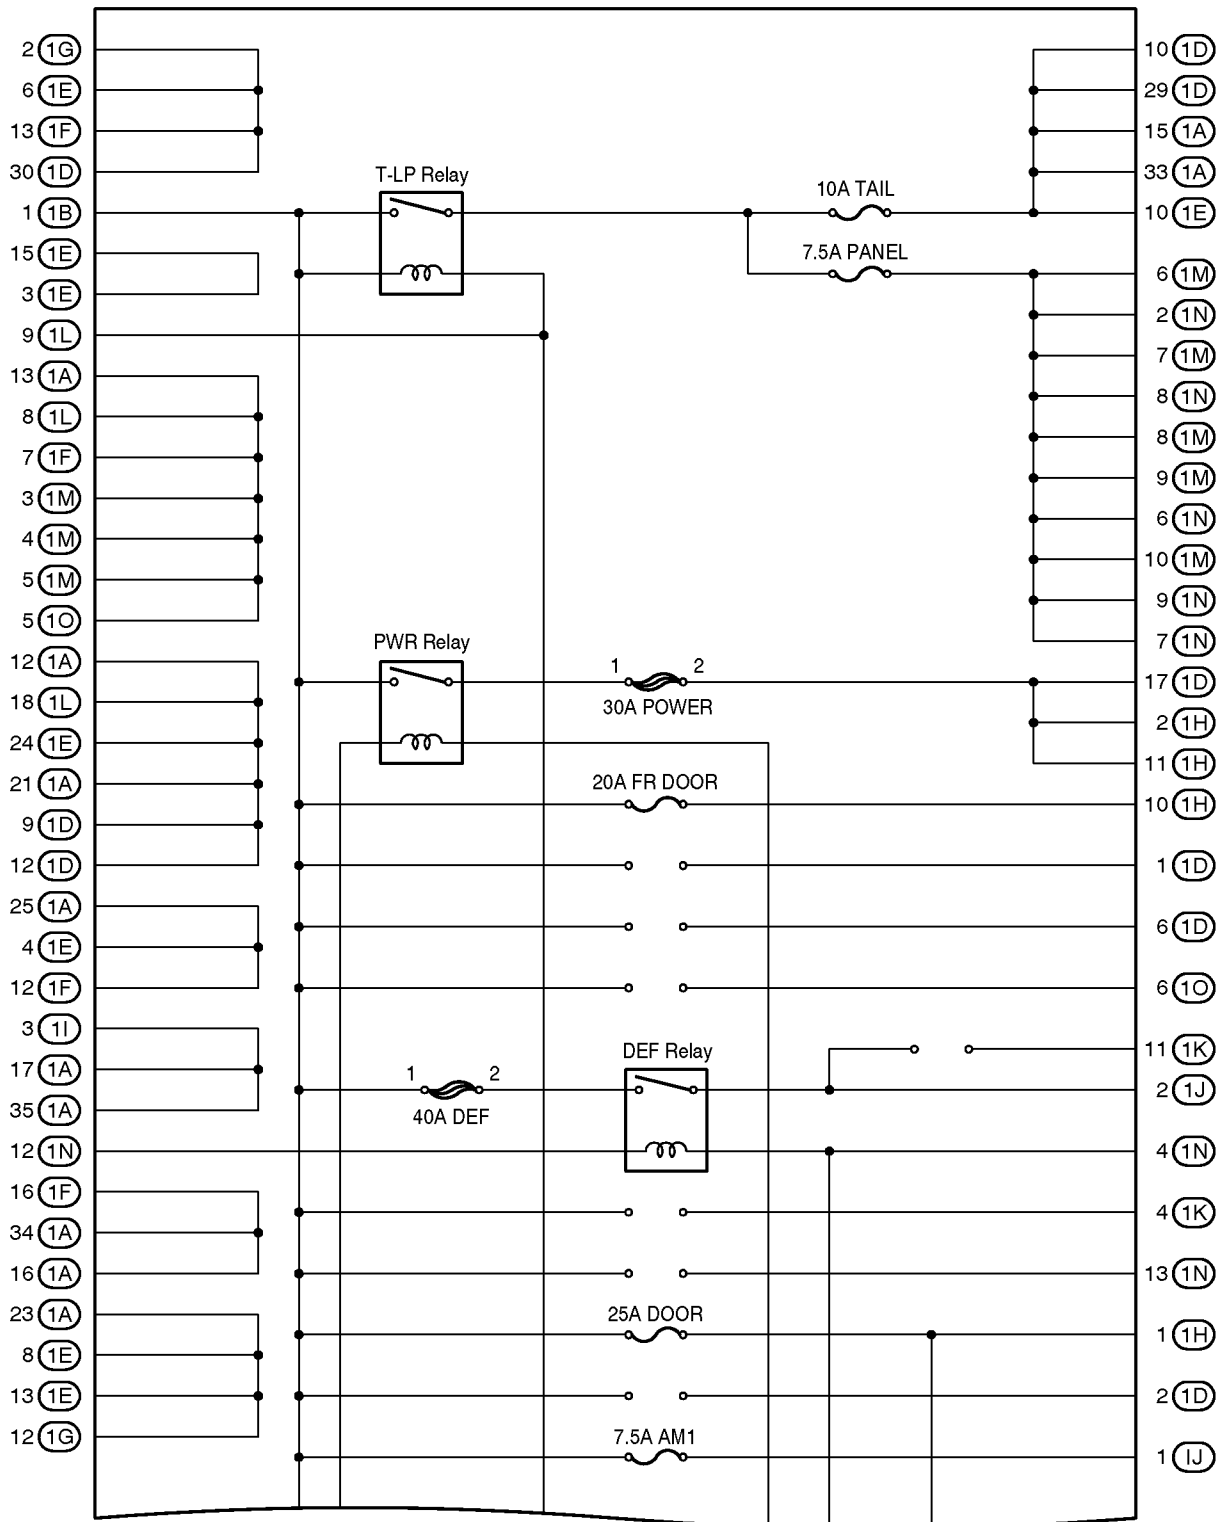 2 1G
6 1E
13 1F
30 1D
1 1B
15 1E
3 1E
9 1L
13 1A
8 1L
7 1F
3 1M
4 1M
5 1M
5 1O
12 1A
18 1L
24 1E
21 1A
9 1D
12 1D
25 1A
4 1E
12 1F
3 1I
17 1A
35 1A
12 1N
16 1F
34 1A
16 1A
23 1A
8 1E
13 1E
12 1G
T-LP Relay
10A TAIL
7.5A PANEL
PWR Relay
1 2
30A POWER
20A FR DOOR
DEF Relay
1 2
40A DEF
25A DOOR
7.5A AM1
10 1D
29 1D
15 1A
33 1A
10 1E
6 1M
2 1N
7 1M
8 1N
8 1M
9 1M
6 1N
10 1M
9 1N
7 1N
17 1D
2 1H
11 1H
10 1H
1 1D
6 1D
6 1O
11 1K
2 1J
4 1N
4 1K
13 1N
1 1H
2 1D
1 IJ